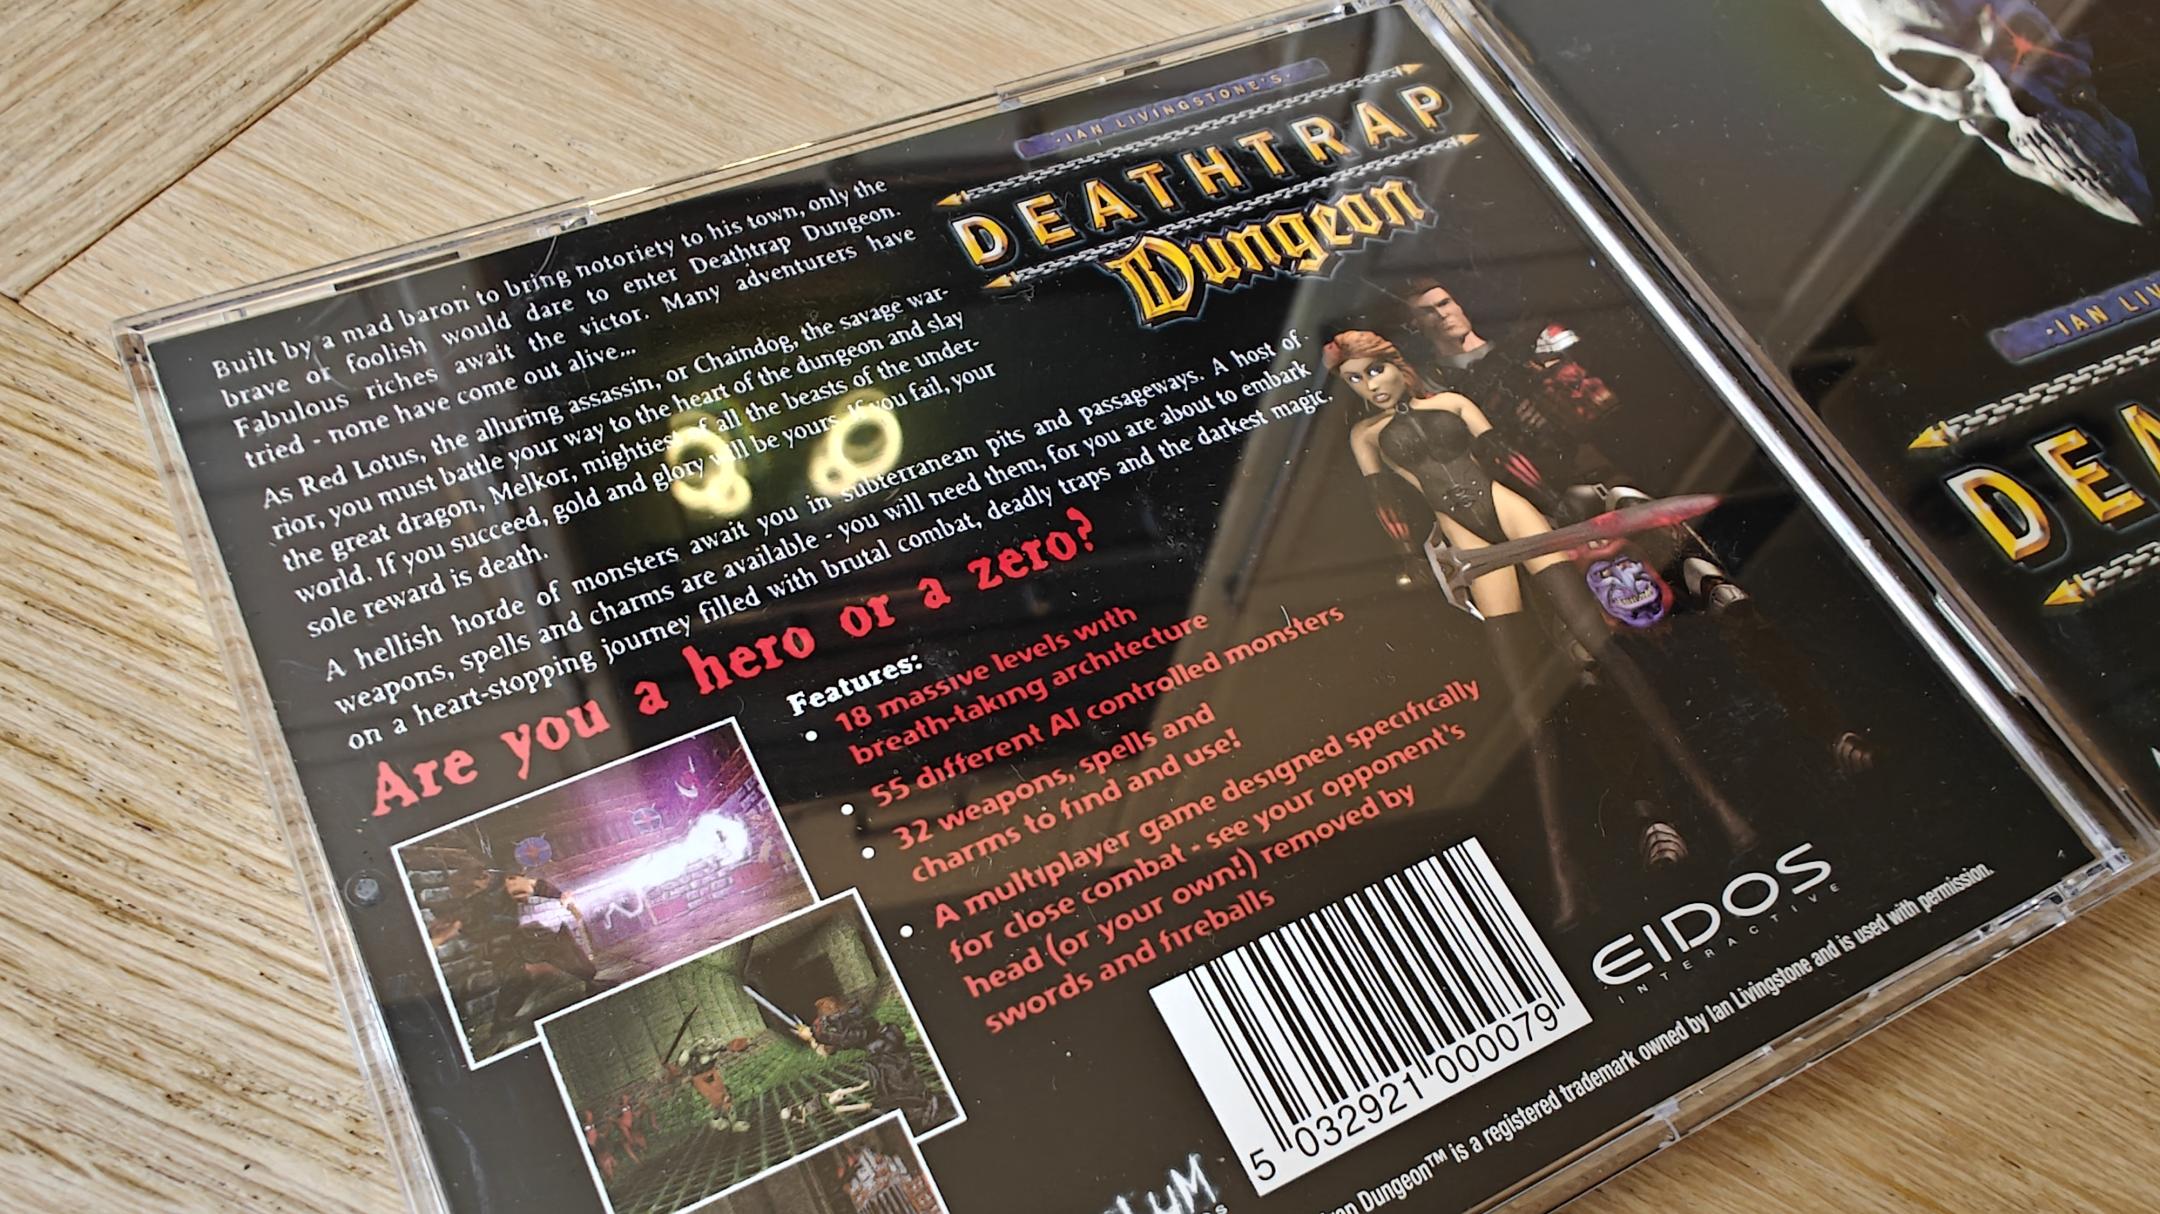 ·IAN LIVINGSTONE'S·
DEATHTRAP
Dungeon
Built by a mad baron to bring notoriety to his town, only the
brave or foolish would dare to enter Deathtrap Dungeon.
Fabulous riches await the victor. Many adventurers have
tried - none have come out alive...
As Red Lotus, the alluring assassin, or Chaindog, the savage war-
rior, you must battle your way to the heart of the dungeon and slay
the great dragon, Melkor, mightiest of all the beasts of the under-
world. If you succeed, gold and glory will be yours. If you fail, your
sole reward is death.
A hellish horde of monsters await you in subterranean pits and passageways. A host of
weapons, spells and charms are available - you will need them, for you are about to embark
on a heart-stopping journey filled with brutal combat, deadly traps and the darkest magic.
Are you a hero or a zero?
Features:
• 18 massive levels with
breath-taking architecture
• 55 different AI controlled monsters
• 32 weapons, spells and
charms to find and use!
• A multiplayer game designed specifically
for close combat - see your opponent's
head (or your own!) removed by
swords and fireballs
5 032921 000079
EIDOS
INTERACTIVE
Dungeon™ is a registered trademark owned by Ian Livingstone and is used with permission.
·IAN